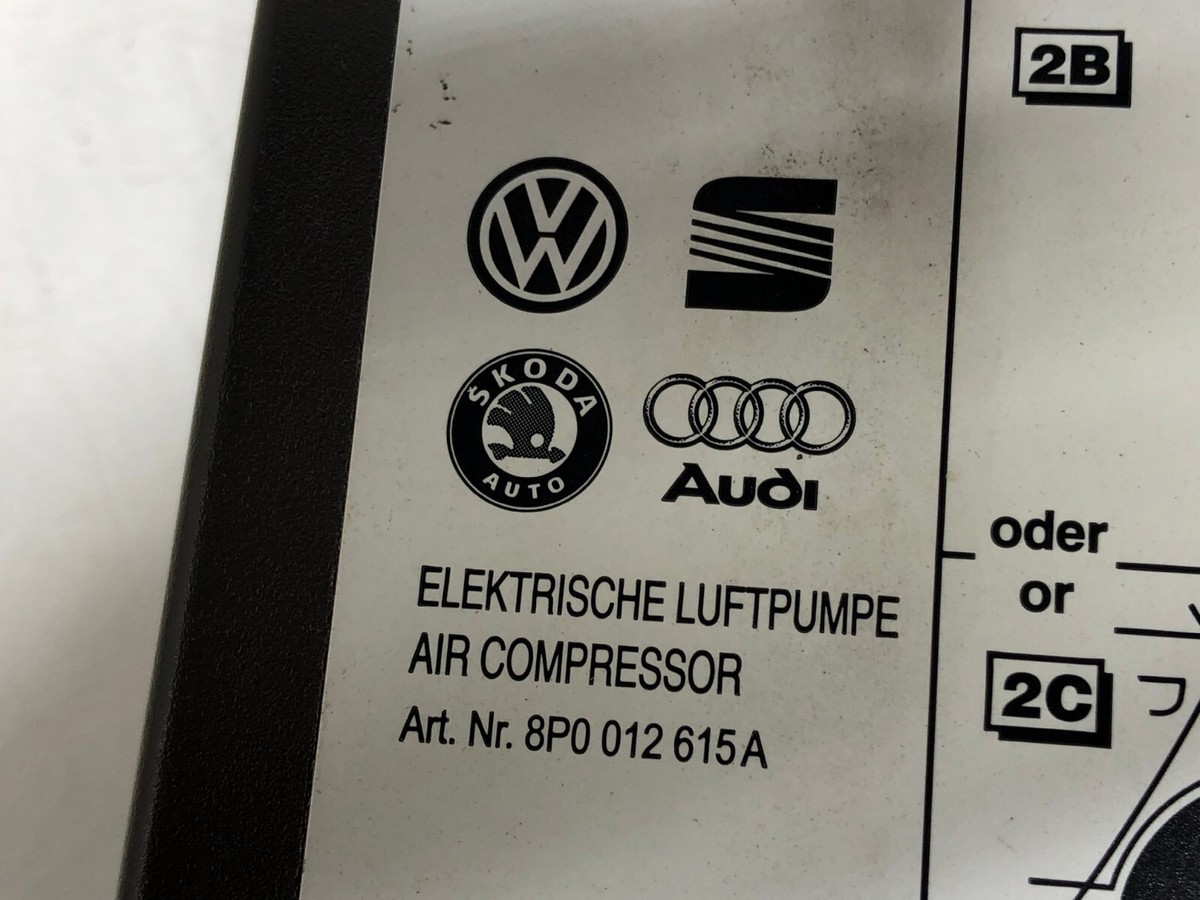 2B
ŠKODA
AUTO
Audi
ELEKTRISCHE LUFTPUMPE
AIR COMPRESSOR
Art. Nr. 8P0 012 615 A
oder
or
2C